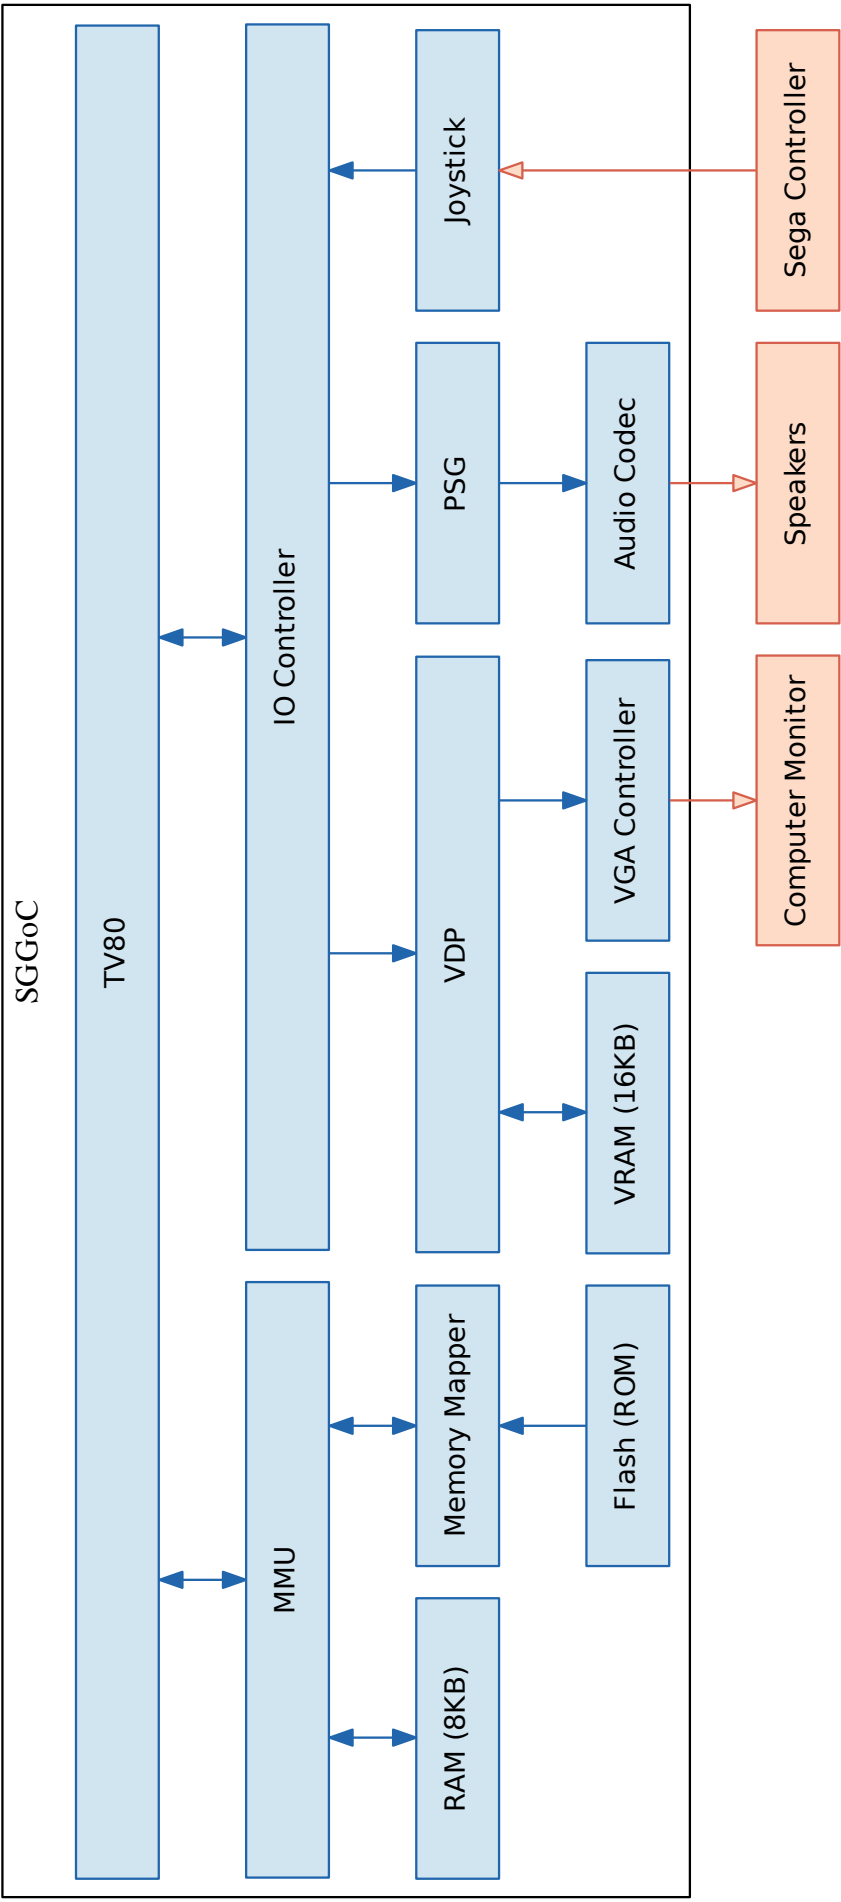 SGGoC
TV80
MMU
IO Controller
RAM (8KB)
Memory Mapper
VDP
PSG
Joystick
Flash (ROM)
VRAM (16KB)
VGA Controller
Audio Codec
Computer Monitor
Speakers
Sega Controller